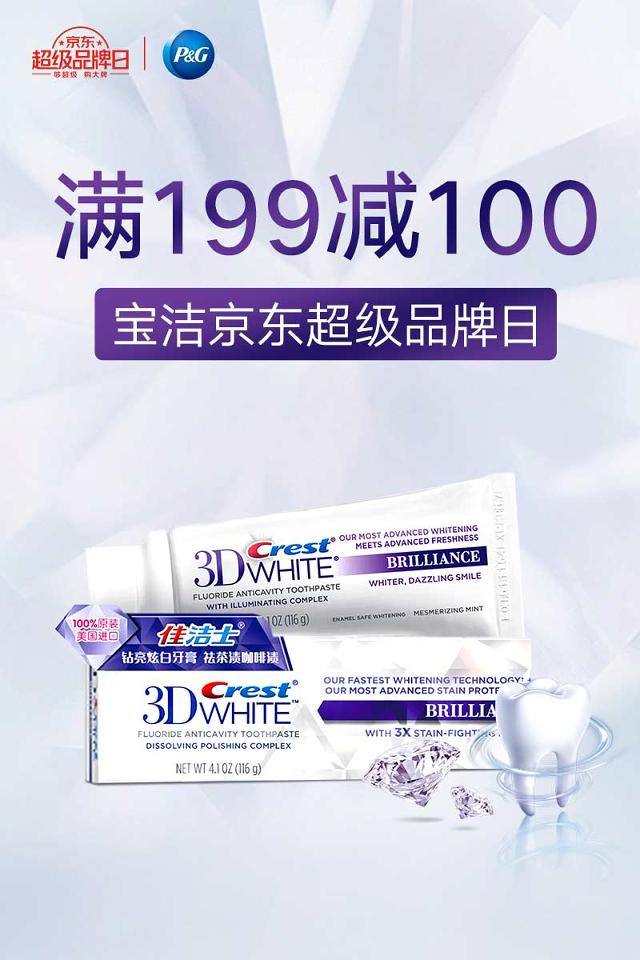 京东
超级品牌日
够超级 购大牌
P&G
满199减100
宝洁京东超级品牌日
Crest®
3DWHITE®
FLUORIDE ANTICAVITY TOOTHPASTE
WITH ILLUMINATING COMPLEX
OUR MOST ADVANCED WHITENING
MEETS ADVANCED FRESHNESS
BRILLIANCE
WHITER, DAZZLING SMILE
OZ (116 g)
ENAMEL SAFE WHITENING
MESMERIZING MINT
100%原装
美国进口
佳洁士®
钻亮炫白牙膏 祛茶渍咖啡渍
Crest®
3DWHITE™
FLUORIDE ANTICAVITY TOOTHPASTE
DISSOLVING POLISHING COMPLEX
NET WT 4.1 OZ (116 g)
OUR FASTEST WHITENING TECHNOLOGY
OUR MOST ADVANCED STAIN PROTE
BRILLIA
WITH 3X STAIN-FIGHTING